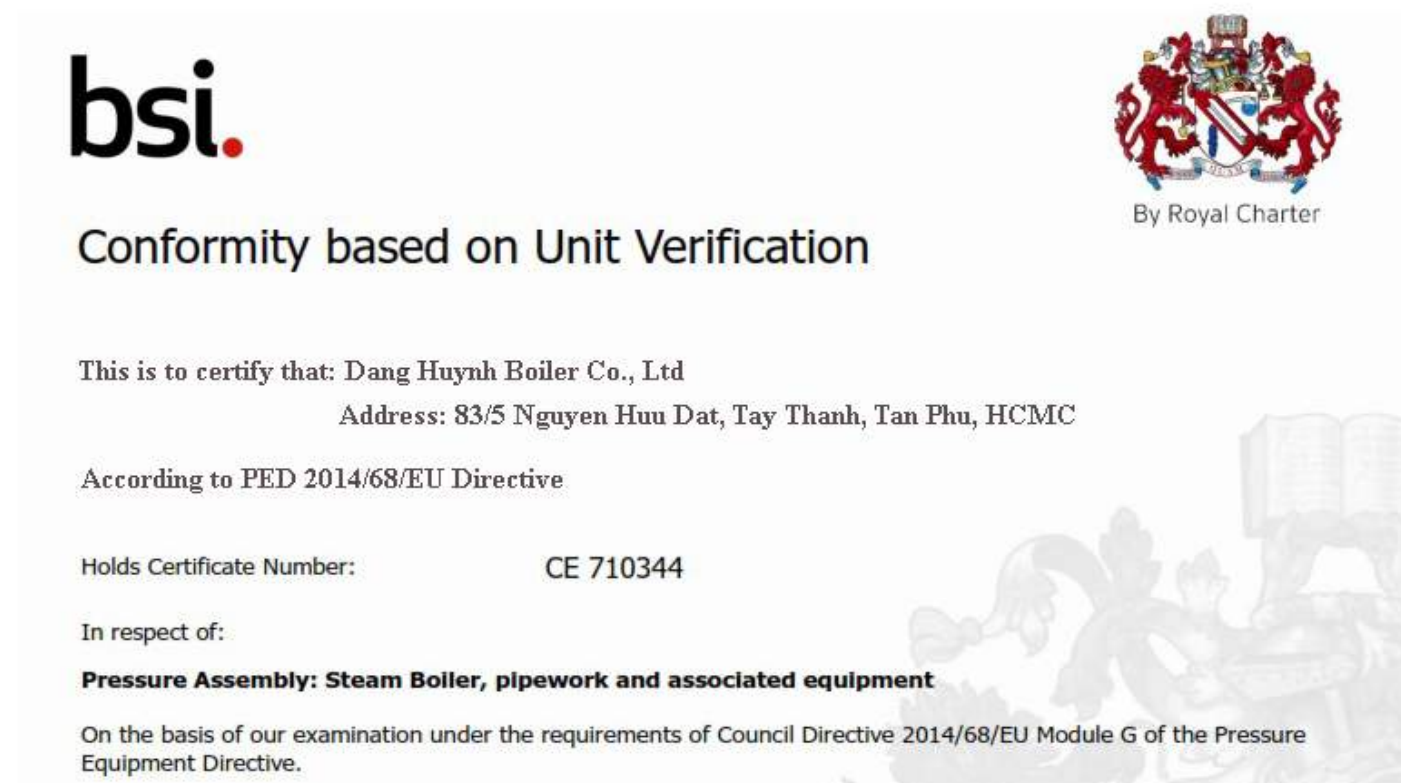 bsi.
By Royal Charter
Conformity based on Unit Verification
This is to certify that: Dang Huynh Boiler Co., Ltd
Address: 83/5 Nguyen Huu Dat, Tay Thanh, Tan Phu, HCMC
According to PED 2014/68/EU Directive
Holds Certificate Number: CE 710344
In respect of:
Pressure Assembly: Steam Boiler, pipework and associated equipment
On the basis of our examination under the requirements of Council Directive 2014/68/EU Module G of the Pressure
Equipment Directive.